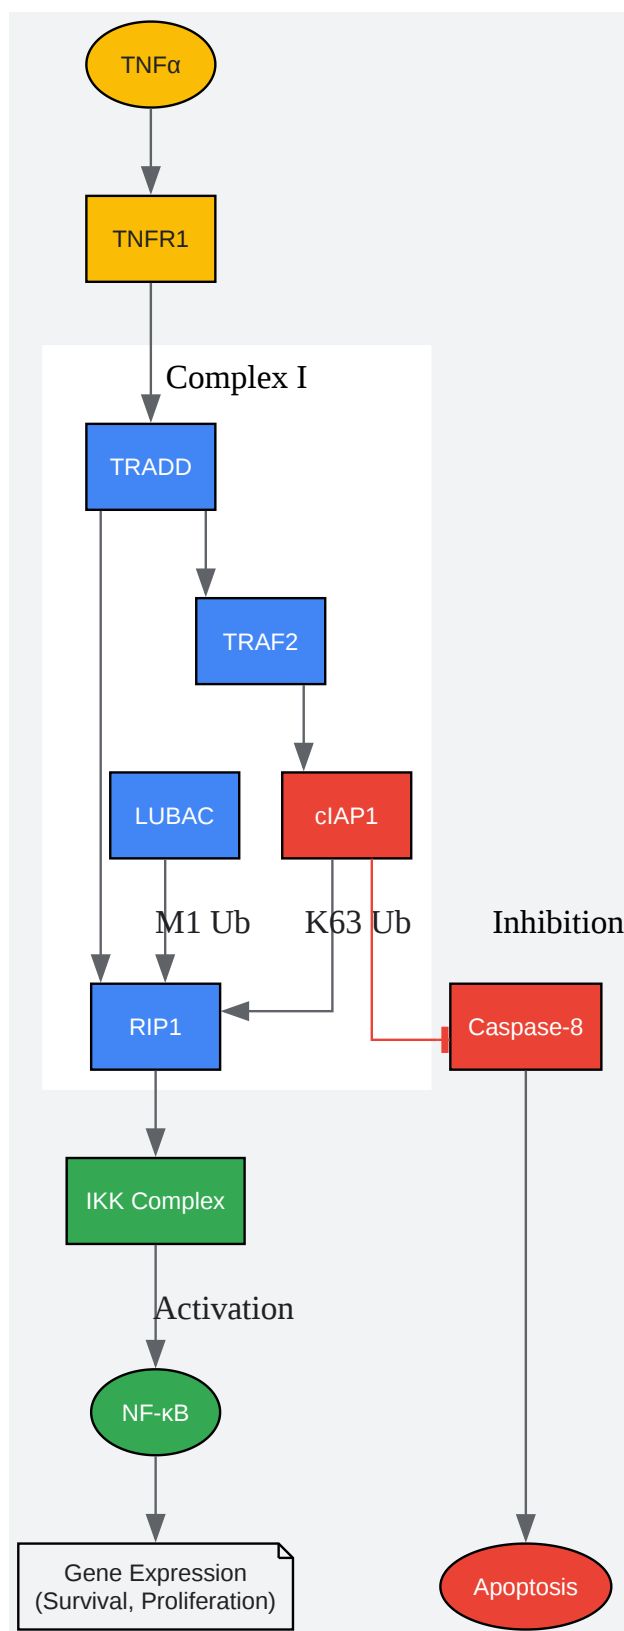 TNFα
TNFR1
Complex I
TRADD
TRAF2
LUBAC
cIAP1
M1 Ub
K63 Ub
Inhibition
RIP1
Caspase-8
IKK Complex
Activation
NF-κB
Gene Expression
(Survival, Proliferation)
Apoptosis